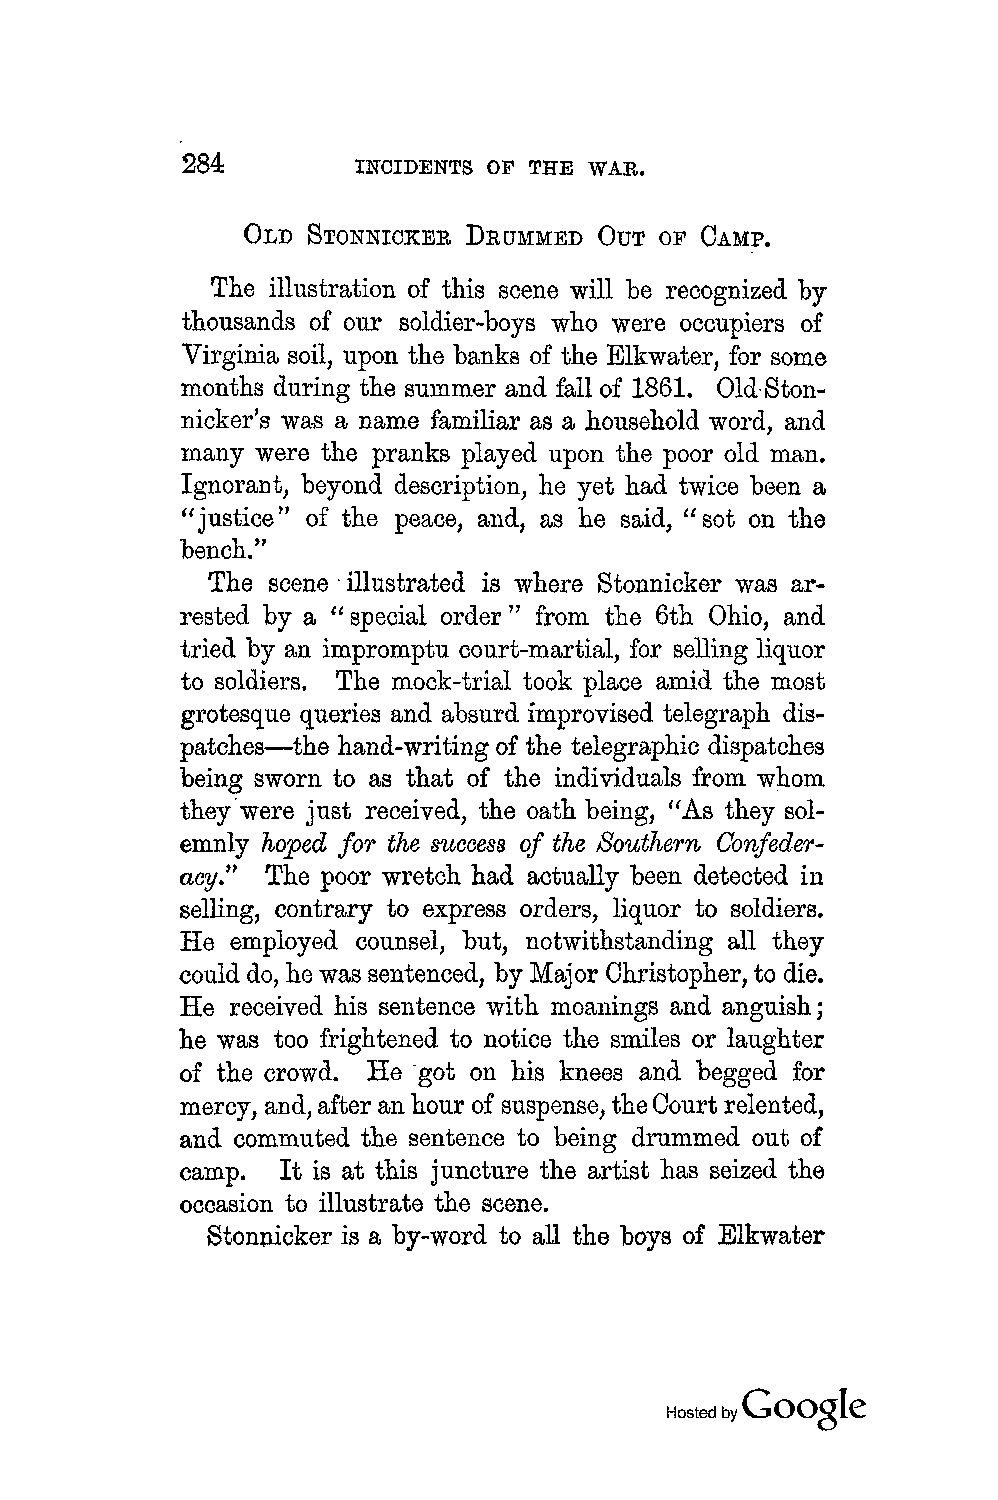 284 INCIDENTS OF THE WAR.
OLD STONNICKER DRUMMED OUT OF CAMP.
The illustration of this scene will be recognized by
thousands of our soldier-boys who were occupiers of
Virginia soil, upon the banks of the Elkwater, for some
months during the summer and fall of 1861. Old Ston-
nicker's was a name familiar as a household word, and
many were the pranks played upon the poor old man.
Ignorant, beyond description, he yet had twice been a
"justice" of the peace, and, as he said, "sot on the
bench."
The scene illustrated is where Stonnicker was ar-
rested by a "special order" from the 6th Ohio, and
tried by an impromptu court-martial, for selling liquor
to soldiers. The mock-trial took place amid the most
grotesque queries and absurd improvised telegraph dis-
patches—the hand-writing of the telegraphic dispatches
being sworn to as that of the individuals from whom
they were just received, the oath being, "As they sol-
emnly hoped for the success of the Southern Confeder-
acy." The poor wretch had actually been detected in
selling, contrary to express orders, liquor to soldiers.
He employed counsel, but, notwithstanding all they
could do, he was sentenced, by Major Christopher, to die.
He received his sentence with moanings and anguish;
he was too frightened to notice the smiles or laughter
of the crowd. He got on his knees and begged for
mercy, and, after an hour of suspense, the Court relented,
and commuted the sentence to being drummed out of
camp. It is at this juncture the artist has seized the
occasion to illustrate the scene.
Stonnicker is a by-word to all the boys of Elkwater
Hosted by Google